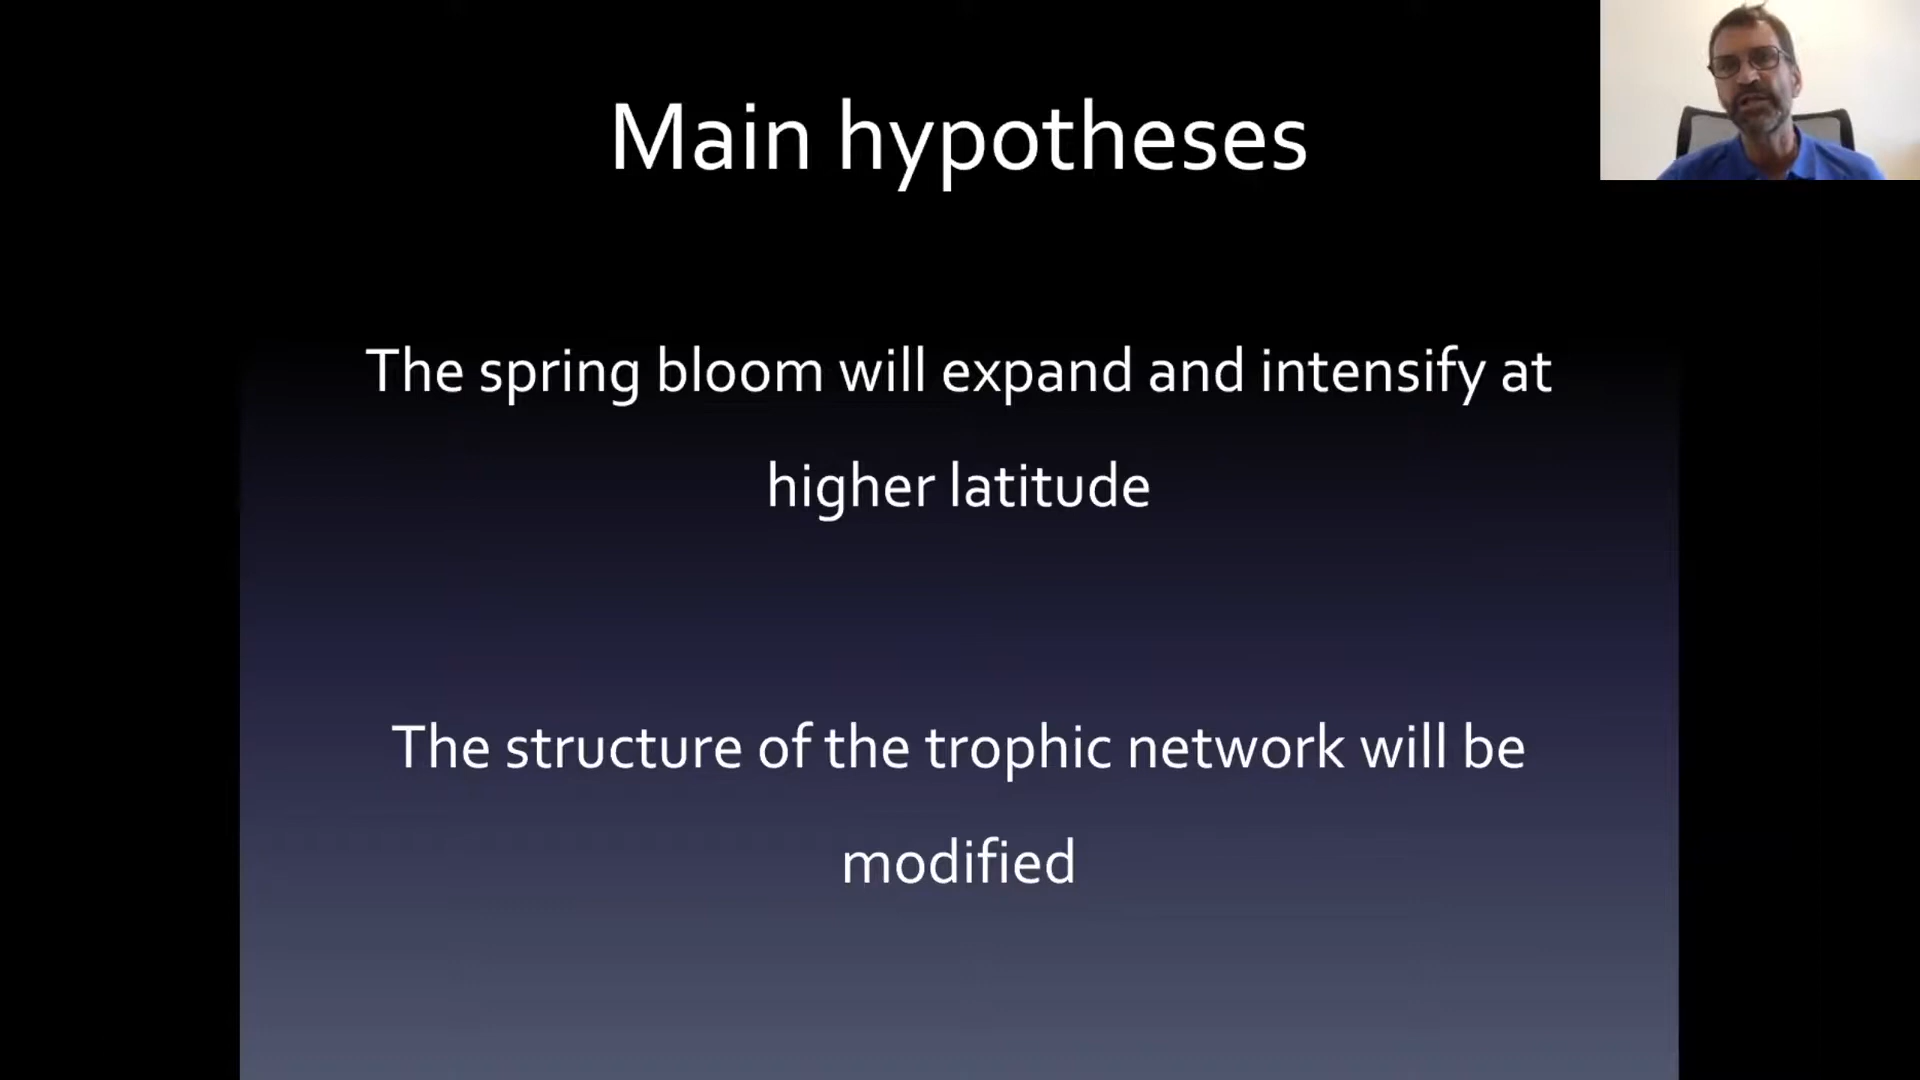 Main hypotheses
The spring bloom will expand and intensify at
higher latitude
The structure of the trophic network will be
modified